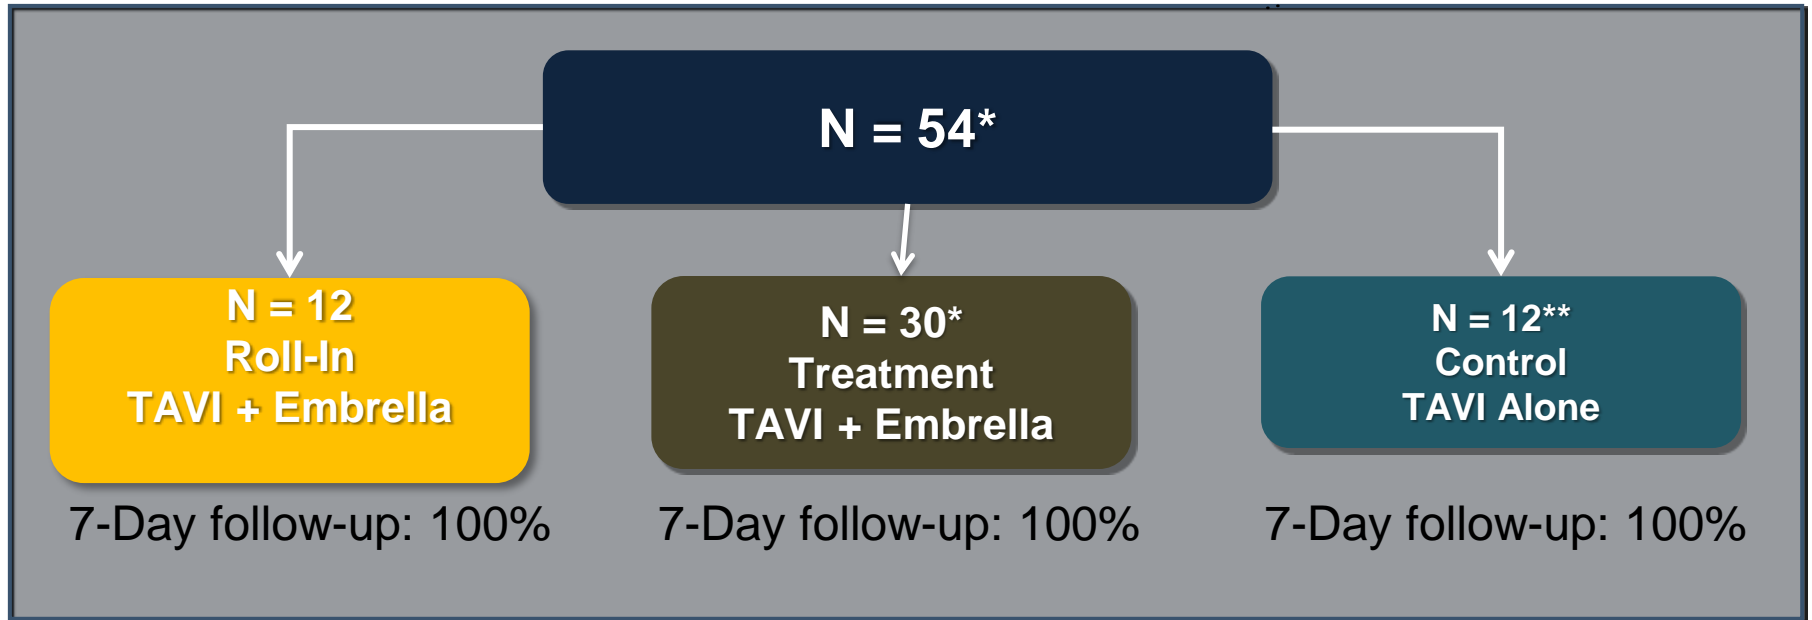 N = 54*
N = 12
Roll-In
TAVI + Embrella
N = 30*
Treatment
TAVI + Embrella
N = 12**
Control
TAVI Alone
7-Day follow-up: 100%
7-Day follow-up: 100%
7-Day follow-up: 100%